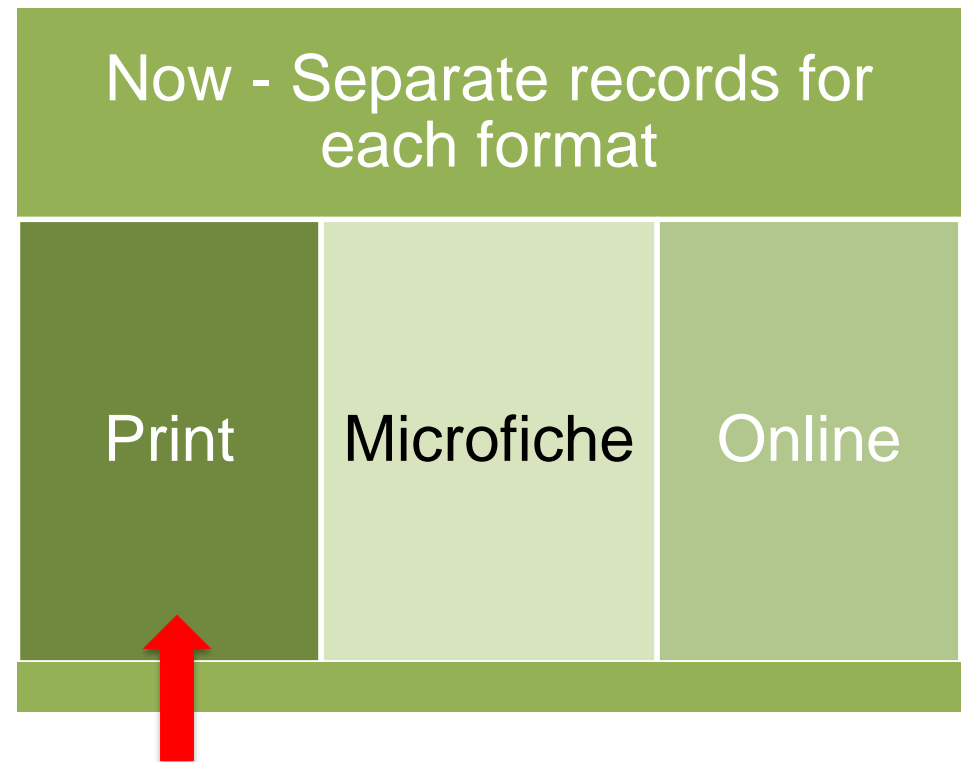 Now - Separate records for
each format
Print
Microfiche
Online